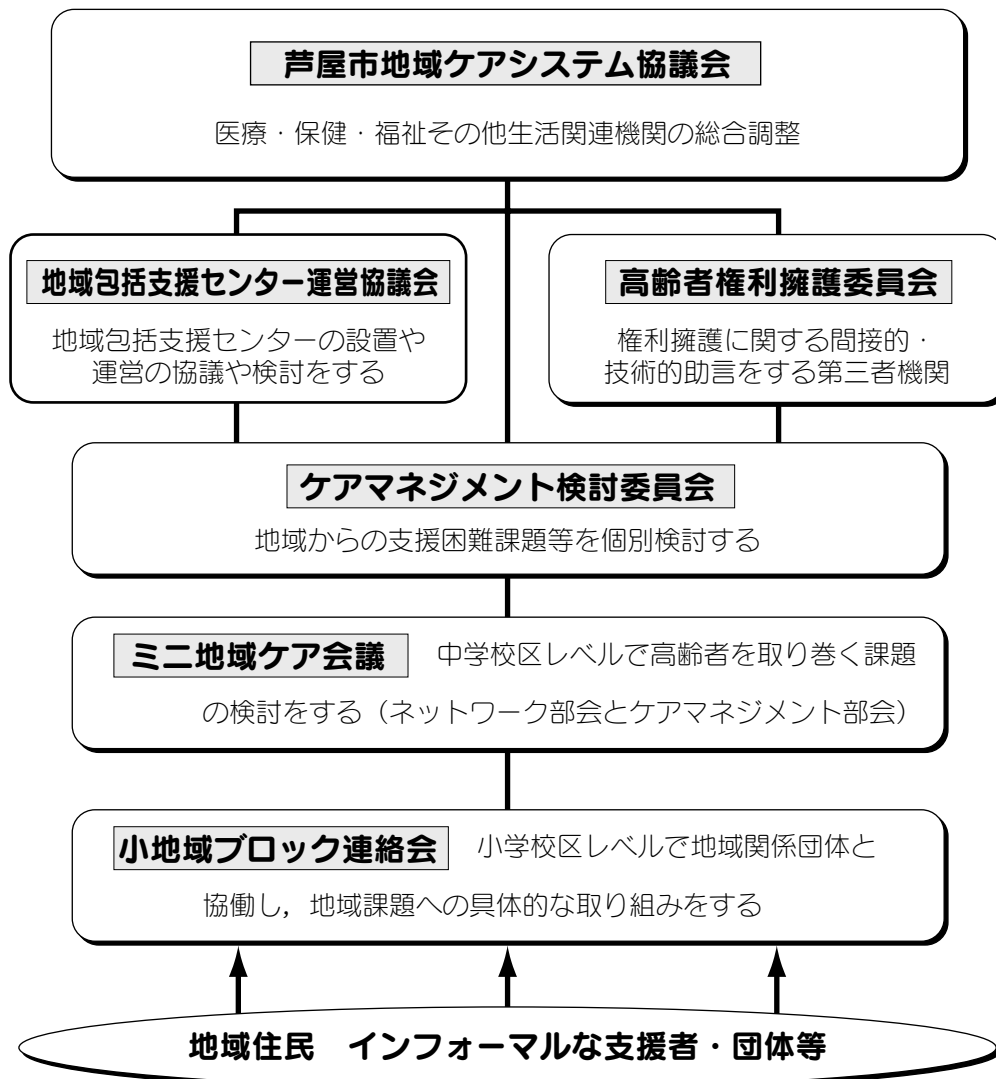 芦屋市地域ケアシステム協議会
医療・保健・福祉その他生活関連機関の総合調整
地域包括支援センター運営協議会
地域包括支援センターの設置や
運営の協議や検討をする
高齢者権利擁護委員会
権利擁護に関する間接的・
技術的助言をする第三者機関
ケアマネジメント検討委員会
地域からの支援困難課題等を個別検討する
ミニ地域ケア会議 中学校区レベルで高齢者を取り巻く課題
の検討をする（ネットワーク部会とケアマネジメント部会）
小地域ブロック連絡会 小学校区レベルで地域関係団体と
協働し，地域課題への具体的な取り組みをする
地域住民　インフォーマルな支援者・団体等